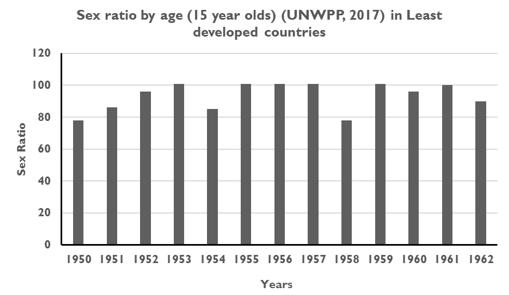 Sex ratio by age (15 year olds) (UNWPP, 2017) in Least
developed countries
120
100
80
60
40
20
0
Sex Ratio
1950 1951 1952 1953 1954 1955 1956 1957 1958 1959 1960 1961 1962
Years